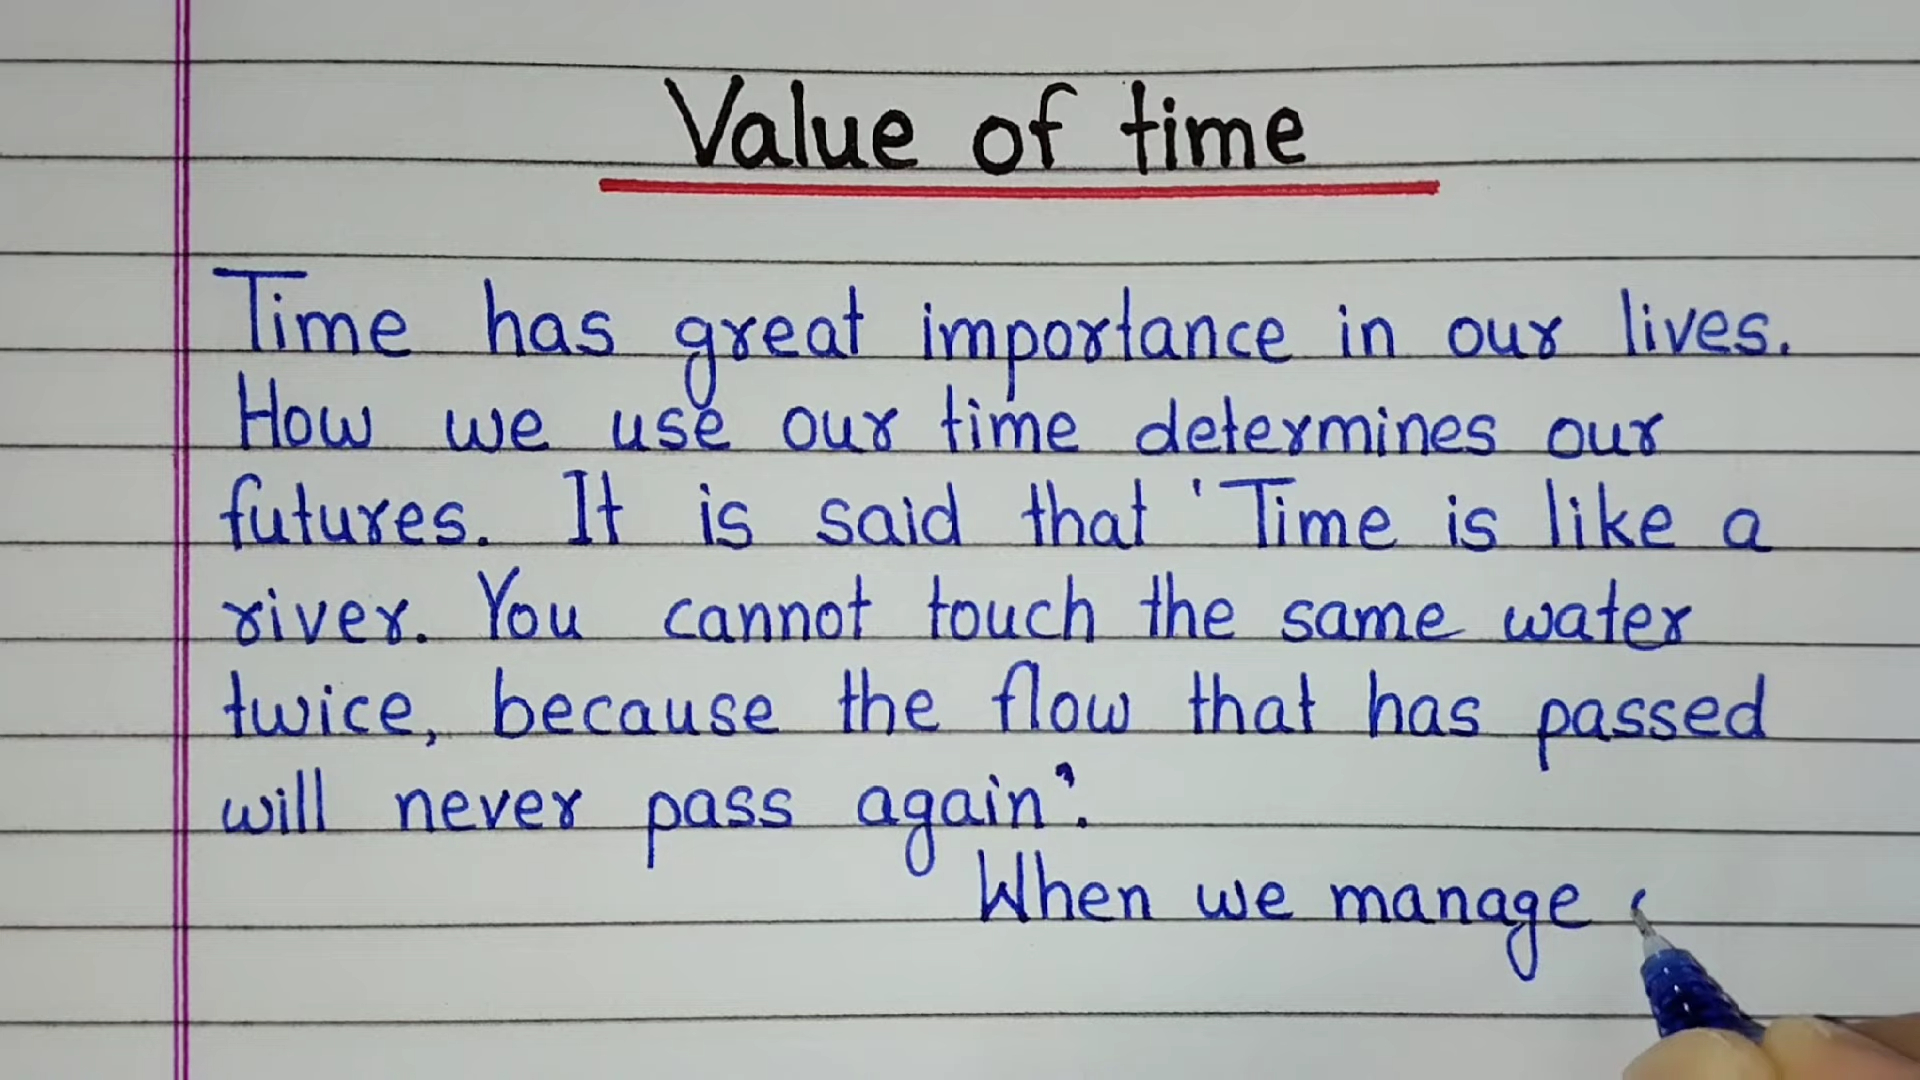 Value of time
Time has great importance in our lives.
How we use our time determines our
futures. It is said that 'Time is like a
river. You cannot touch the same water
twice, because the flow that has passed
will never pass again'.
When we manage